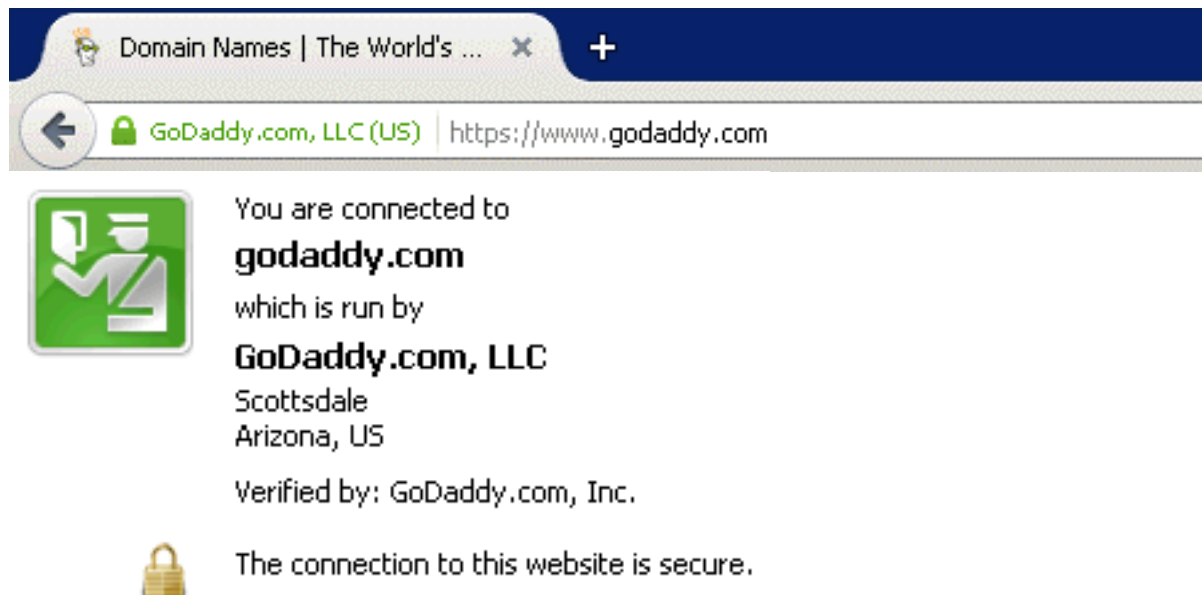 Domain Names | The World's ...
GoDaddy.com, LLC (US) https://www.godaddy.com
You are connected to
godaddy.com
which is run by
GoDaddy.com, LLC
Scottsdale
Arizona, US
Verified by: GoDaddy.com, Inc.
The connection to this website is secure.